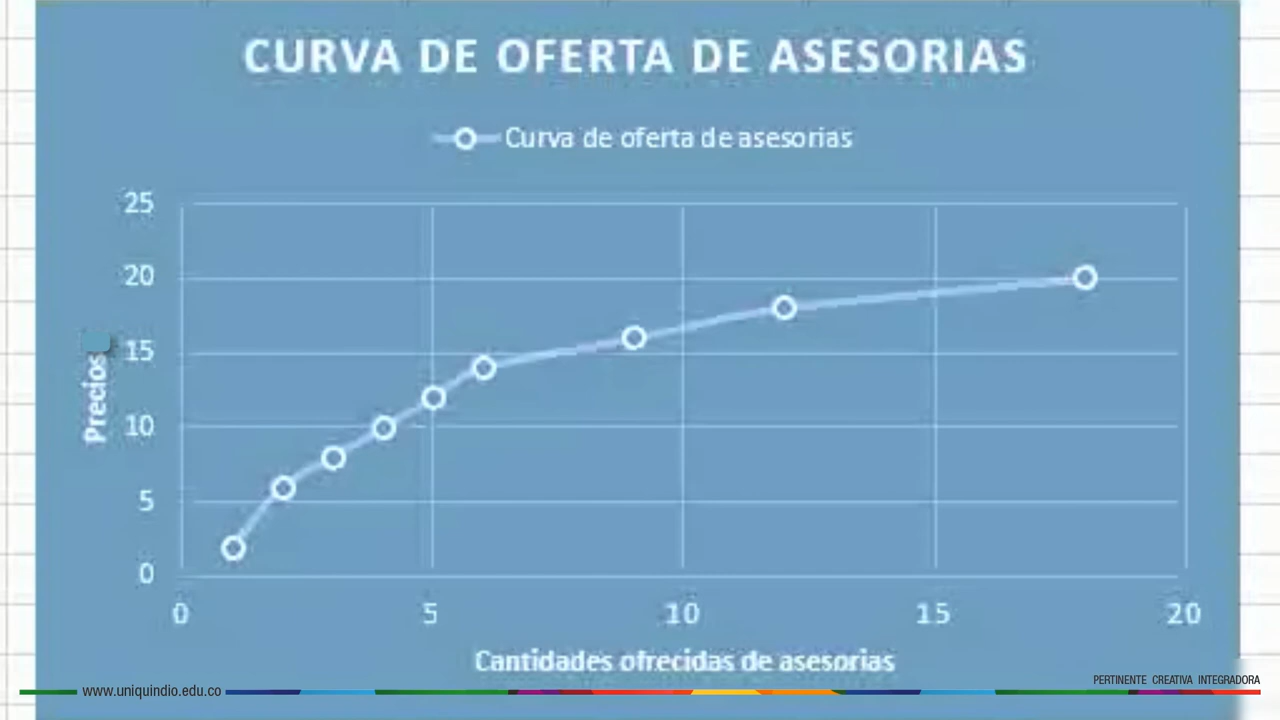 CURVA DE OFERTA DE ASESORIAS
Curva de oferta de asesorias
25
20
15
10
5
0
Precios
0 5 10 15 20
Cantidades ofrecidas de asesorias
www.uniquindio.edu.co
PERTINENTE CREATIVA INTEGRADORA